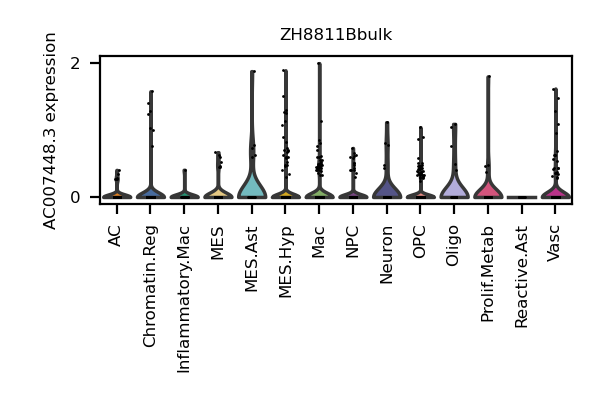 ZH8811Bbulk
AC007448.3 expression
2
0
AC
Chromatin.Reg
Inflammatory.Mac
MES
MES.Ast
MES.Hyp
Mac
NPC
Neuron
OPC
Oligo
Prolif.Metab
Reactive.Ast
Vasc